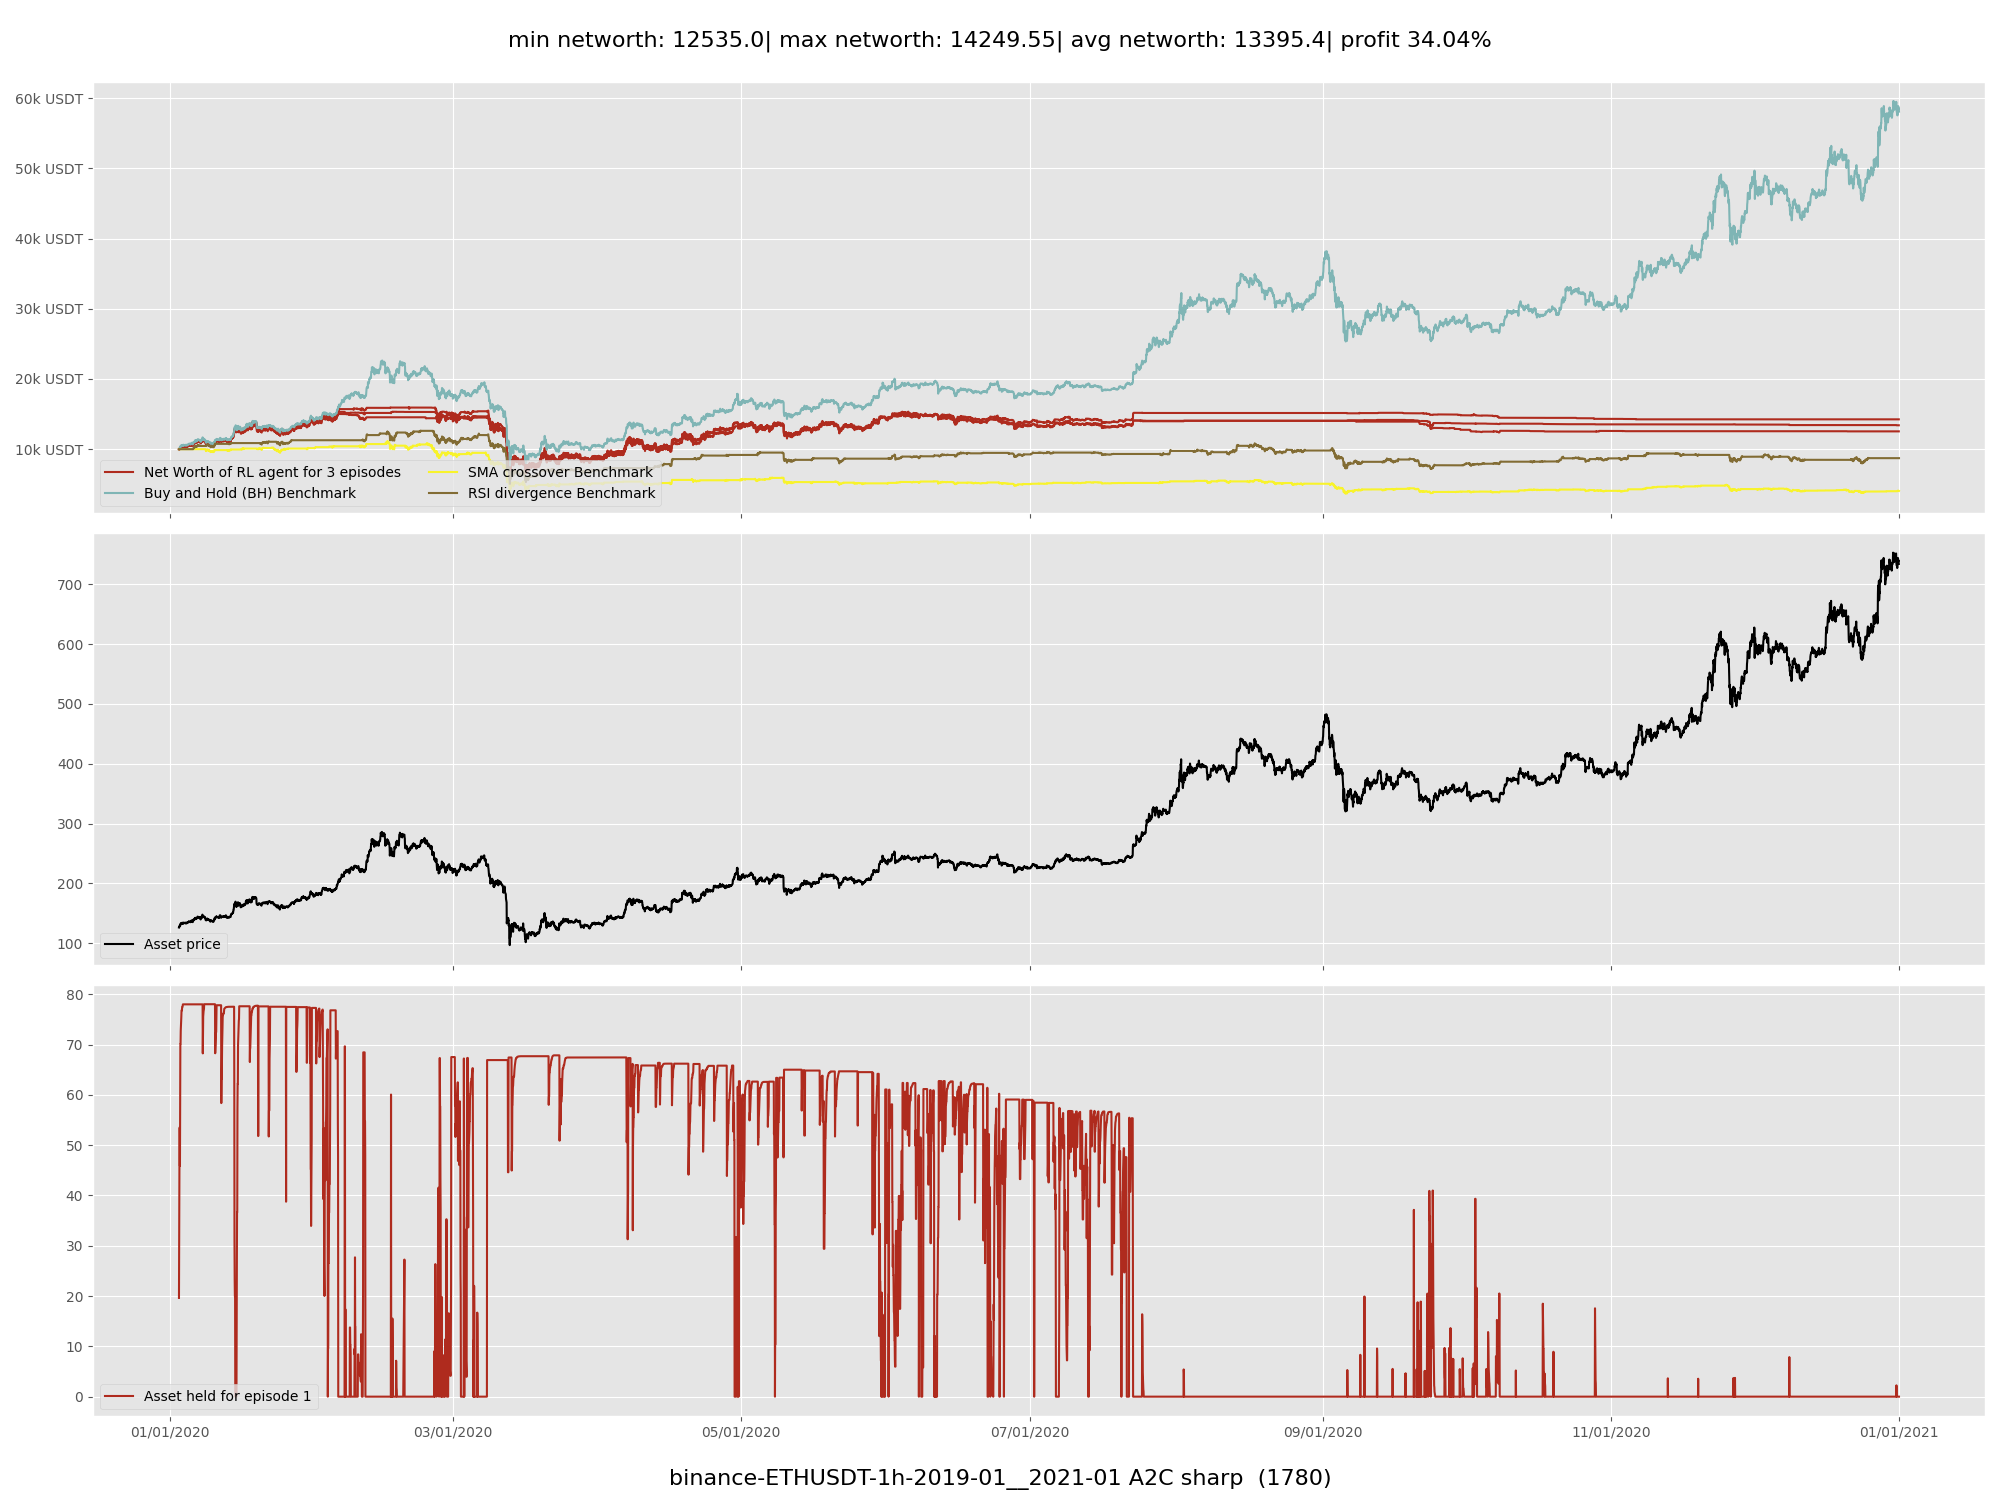 min networth: 12535.0| max networth: 14249.55| avg networth: 13395.4| profit 34.04%
60k USDT
50k USDT
40k USDT
30k USDT
20k USDT
10k USDT
Net Worth of RL agent for 3 episodes
Buy and Hold (BH) Benchmark
SMA crossover Benchmark
RSI divergence Benchmark
700
600
500
400
300
200
100
Asset price
80
70
60
50
40
30
20
10
0
Asset held for episode 1
01/01/2020 03/01/2020 05/01/2020 07/01/2020 09/01/2020 11/01/2020 01/01/2021
binance-ETHUSDT-1h-2019-01__2021-01 A2C sharp  (1780)